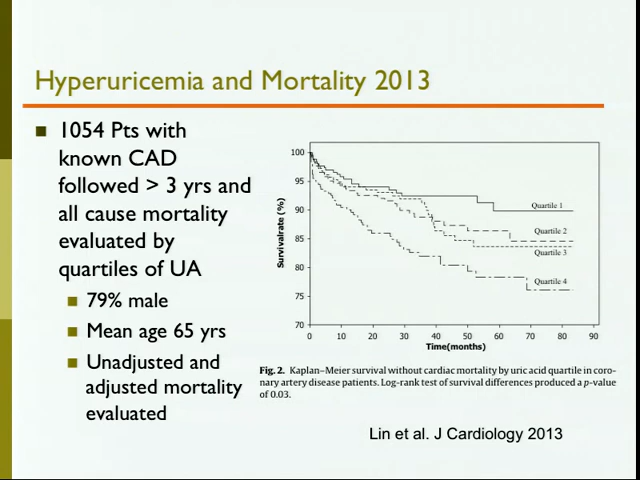 Hyperuricemia and Mortality 2013
1054 Pts with
known CAD
followed > 3 yrs and
all cause mortality
evaluated by
quartiles of UA
79% male
Mean age 65 yrs
Unadjusted and
adjusted mortality
evaluated
100
95
90
85
80
75
70
Survivalrate (%)
Quartile 1
Quartile 2
Quartile 3
Quartile 4
0 10 20 30 40 50 60 70 80 90
Time(months)
Fig. 2. Kaplan–Meier survival without cardiac mortality by uric acid quartile in coro-
nary artery disease patients. Log-rank test of survival differences produced a p-value
of 0.03.
Lin et al. J Cardiology 2013